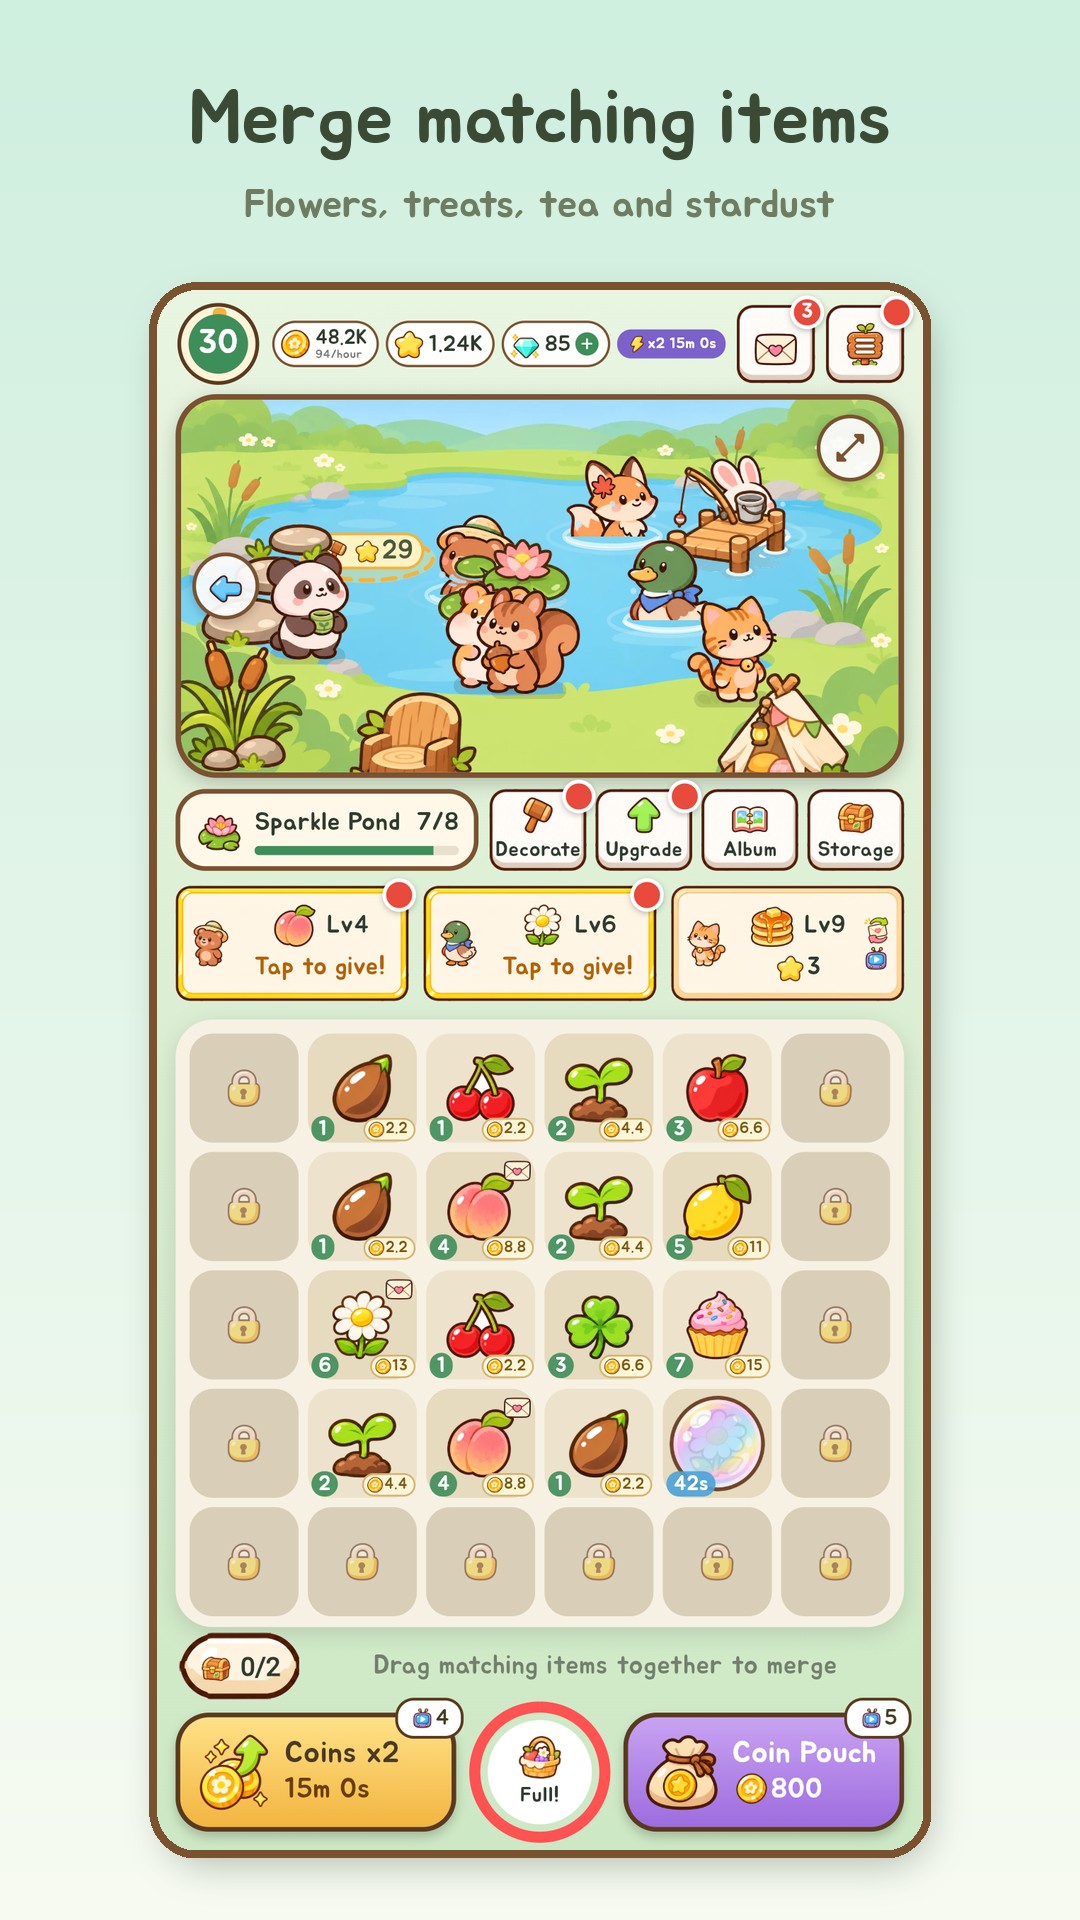 Merge matching items
Flowers, treats, tea and stardust
30
48.2K
94/hour
1.24K
85 +
x2 15m 0s
3
29
Sparkle Pond 7/8
Decorate
Upgrade
Album
Storage
Lv4
Tap to give!
Lv6
Tap to give!
Lv9
3
1 2.2
1 2.2
2 4.4
3 6.6
1 2.2
4 8.8
2 4.4
5 11
6 13
1 2.2
3 6.6
7 15
2 4.4
4 8.8
1 2.2
42s
0/2
Drag matching items together to merge
4
Coins x2
15m 0s
Full!
5
Coin Pouch
800